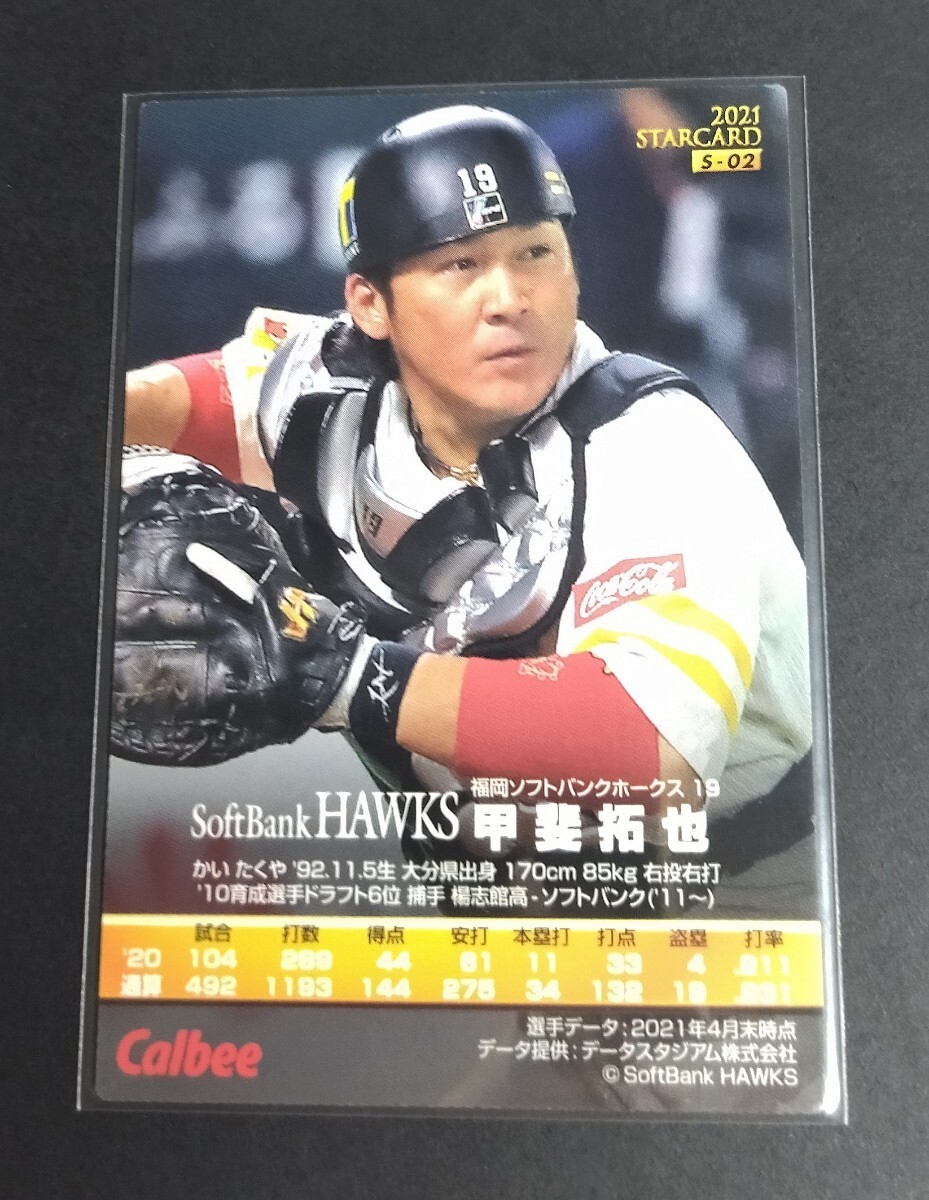 2021
STARCARD
S-02
19
19
Coca-Cola
福岡ソフトバンクホークス 19
SoftBank HAWKS 甲斐拓也
かい たくや '92.11.5生 大分県出身 170cm 85kg 右投右打
'10育成選手ドラフト6位 捕手 楊志館高-ソフトバンク('11〜)
試合 打数 得点 安打 本塁打 打点 盗塁 打率
'20 104 289 44 61 11 33 4 .211
通算 492 1193 144 275 34 132 19 .231
Calbee
選手データ:2021年4月末時点
データ提供:データスタジアム株式会社
© SoftBank HAWKS